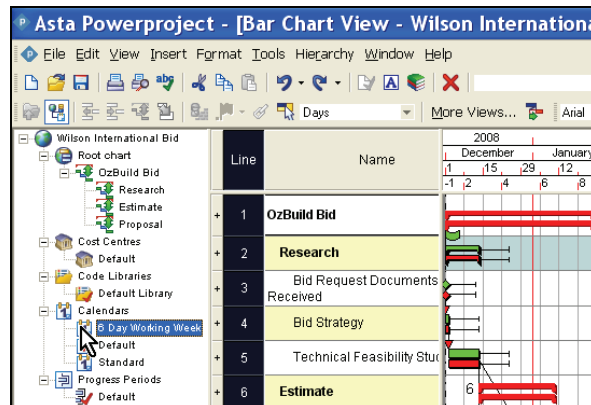 Asta Powerproject - [Bar Chart View - Wilson Internationa
File Edit View Insert Format Tools Hierarchy Window Help
Days More Views... Arial
Wilson International Bid
Root chart
OzBuild Bid
Research
Estimate
Proposal
Cost Centres
Default
Code Libraries
Default Library
Calendars
6 Day Working Week
Default
Standard
Progress Periods
Default
Line Name
2008
December January
1 15 29 12
-1 2 4 6 8
1 OzBuild Bid
2 Research
3 Bid Request Documents
Received
4 Bid Strategy
5 Technical Feasibility Stud
6 Estimate 6